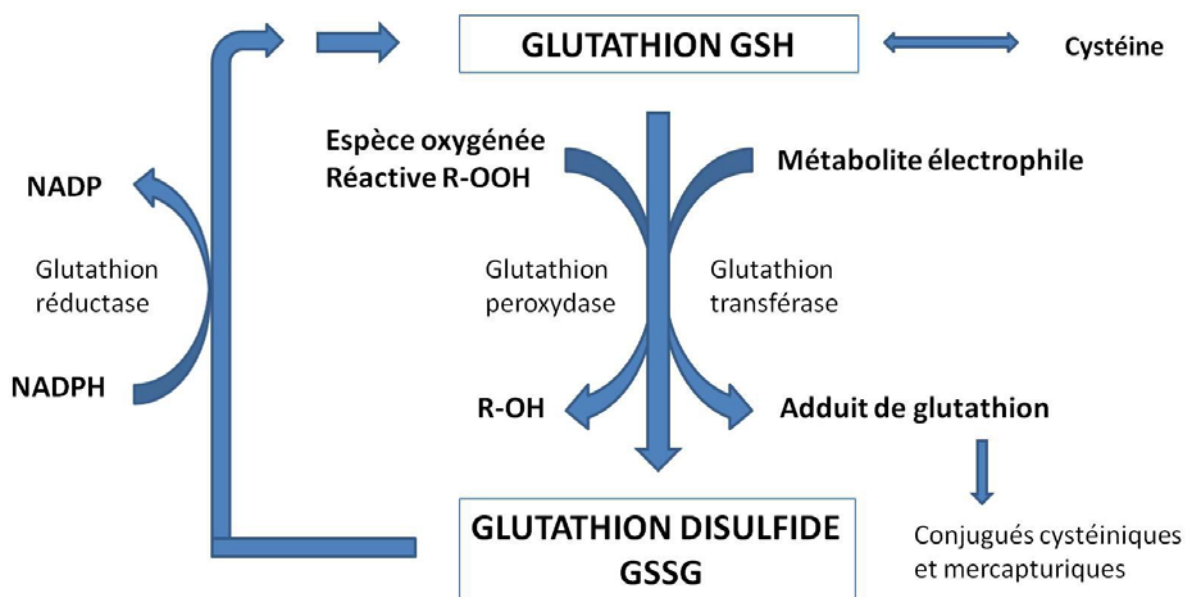 GLUTATHION GSH
Cystéine
Espèce oxygénée
Réactive R-OOH
Métabolite électrophile
NADP
Glutathion
réductase
NADPH
Glutathion
peroxydase
Glutathion
transférase
R-OH
Adduit de glutathion
GLUTATHION DISULFIDE
GSSG
Conjugués cystéiniques
et mercapturiques